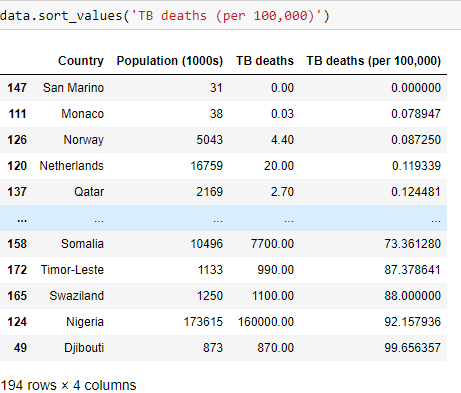 data.sort_values('TB deaths (per 100,000)')
Country Population (1000s) TB deaths TB deaths (per 100,000)
147 San Marino 31 0.00 0.000000
111 Monaco 38 0.03 0.078947
126 Norway 5043 4.40 0.087250
120 Netherlands 16759 20.00 0.119339
137 Qatar 2169 2.70 0.124481
... ... ... ... ...
158 Somalia 10496 7700.00 73.361280
172 Timor-Leste 1133 990.00 87.378641
165 Swaziland 1250 1100.00 88.000000
124 Nigeria 173615 160000.00 92.157936
49 Djibouti 873 870.00 99.656357
194 rows × 4 columns